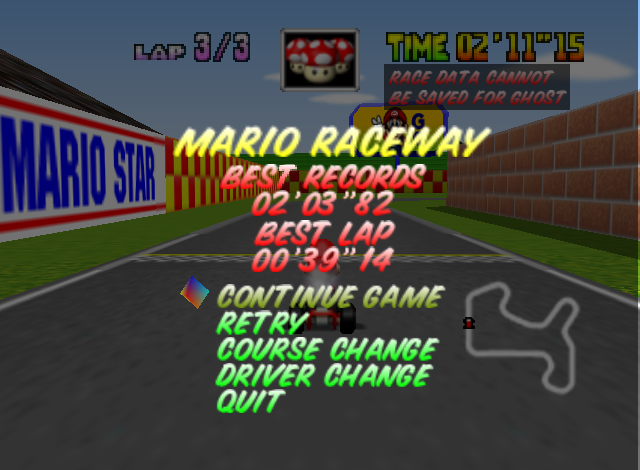 LAP 3/3
TIME 02'11"15
RACE DATA CANNOT
BE SAVED FOR GHOST
G
MARIO STAR
MARIO RACEWAY
BEST RECORDS
02'03"82
BEST LAP
00'39"14
CONTINUE GAME
RETRY
COURSE CHANGE
DRIVER CHANGE
QUIT